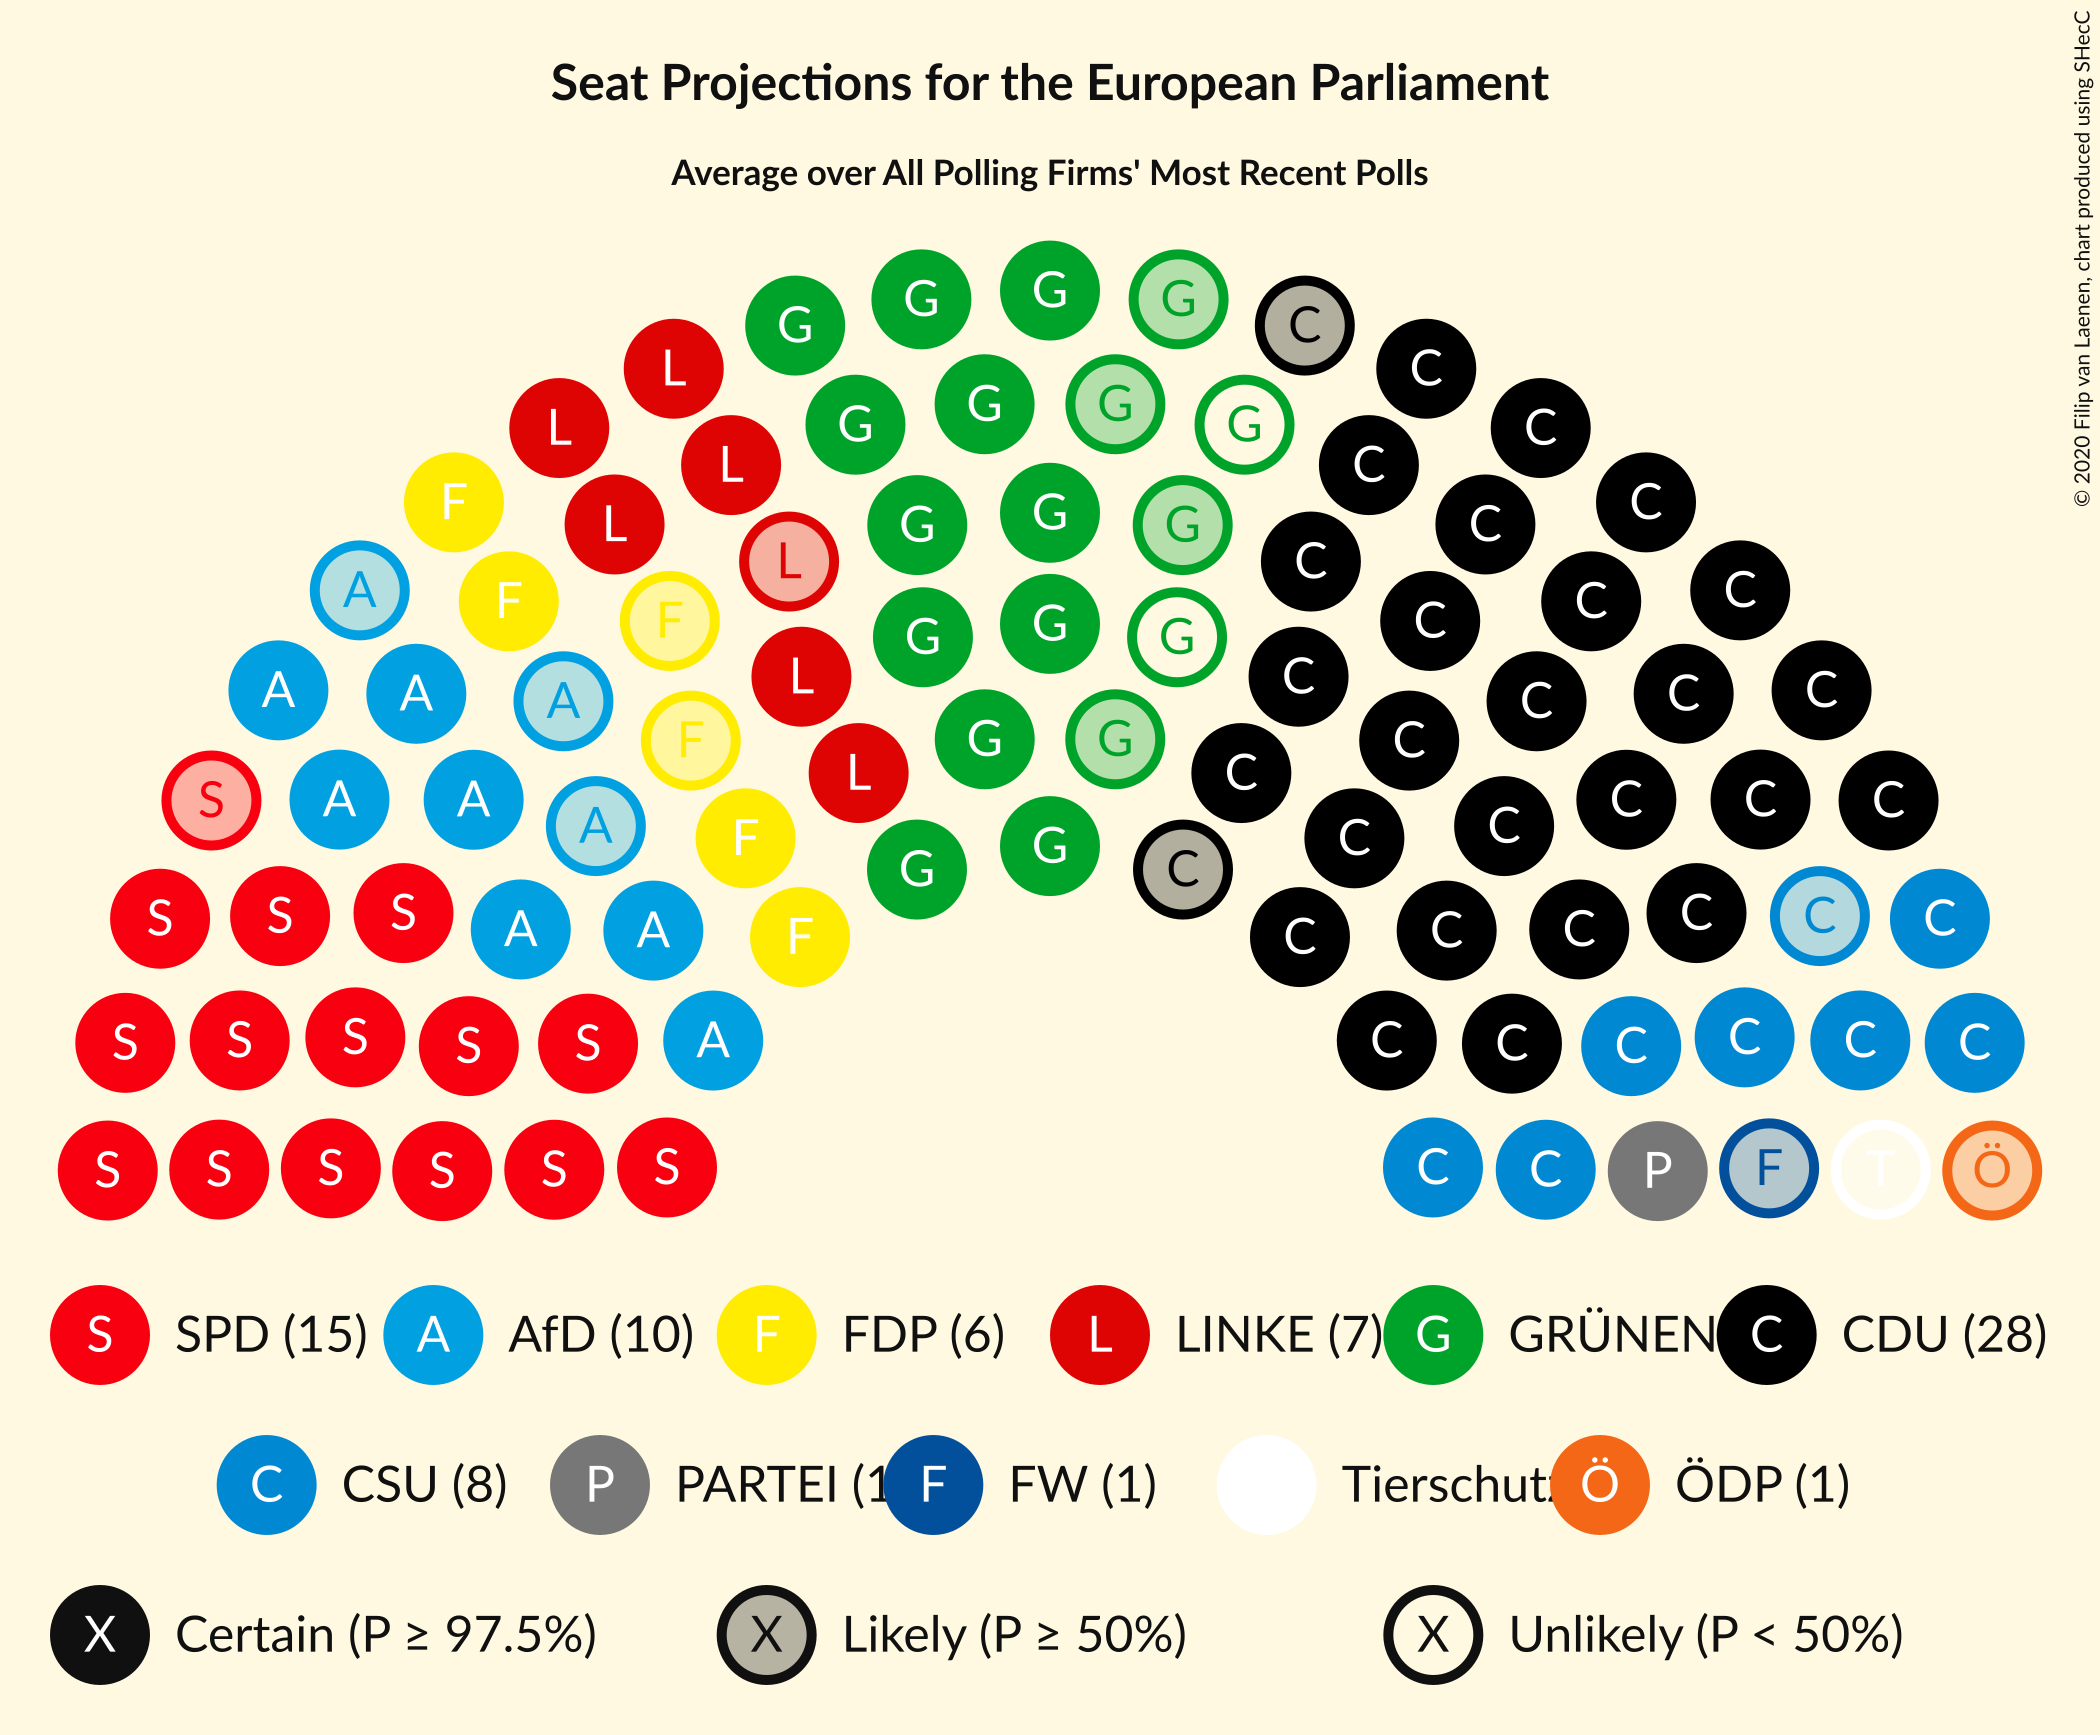 Seat Projections for the European Parliament
Average over All Polling Firms' Most Recent Polls
© 2020 Filip van Laenen, chart produced using SHecC
G G G G C
L G G G G C C
L L G G G C C C
F L L G G G C C C
A F F L G G C C C C
A A A F L G G C C C C C
S A A A F G G C C C C C C
S S S A A F C C C C C C
S S S S S A C C C C C C
S S S S S S C C P F T Ö
S SPD (15) A AfD (10) F FDP (6) L LINKE (7) G GRÜNEN C CDU (28)
C CSU (8) P PARTEI (1 F FW (1) Tierschutz Ö ÖDP (1)
X Certain (P ≥ 97.5%) X Likely (P ≥ 50%) X Unlikely (P < 50%)